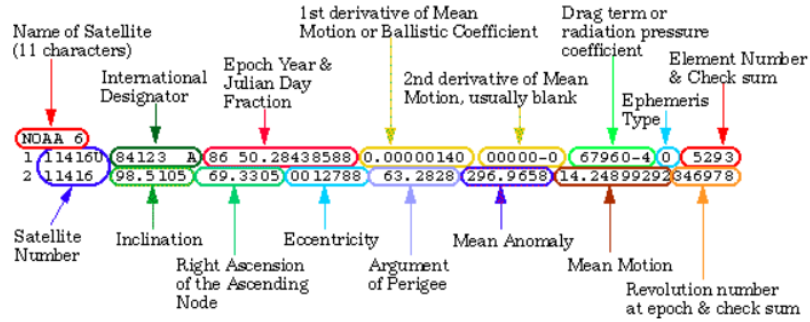 Name of Satellite
(11 characters)
International
Designator
Epoch Year &
Julian Day
Fraction
1st derivative of Mean
Motion or Ballistic Coefficient
2nd derivative of Mean
Motion, usually blank
Drag term or
radiation pressure
coefficient
Ephemeris
Type
Element Number
& Check sum
NOAA 6
1 11416U 84123 A 86 50.28438588 0.00000140 00000-0 67960-4 0 5293
2 11416 98.5105 69.3305 0012788 63.2828 296.9658 14.24899292346978
Satellite
Number
Inclination
Right Ascension
of the Ascending
Node
Eccentricity
Argument
of Perigee
Mean Anomaly
Mean Motion
Revolution number
at epoch & check sum